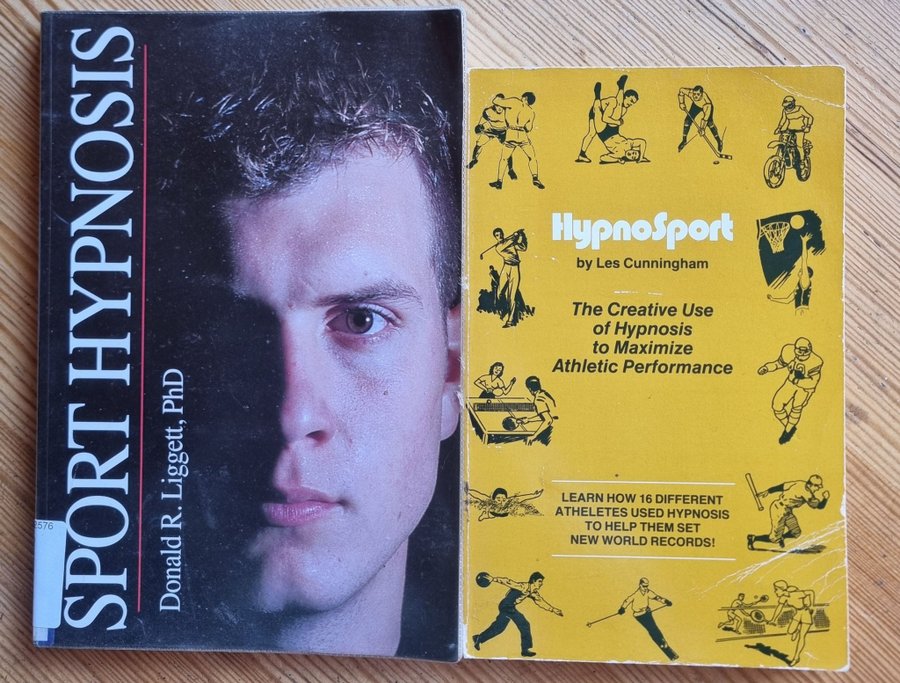 SPORT HYPNOSIS
Donald R. Liggett, PhD
2576
HypnoSport
by Les Cunningham
The Creative Use
of Hypnosis
to Maximize
Athletic Performance
LEARN HOW 16 DIFFERENT
ATHELETES USED HYPNOSIS
TO HELP THEM SET
NEW WORLD RECORDS!